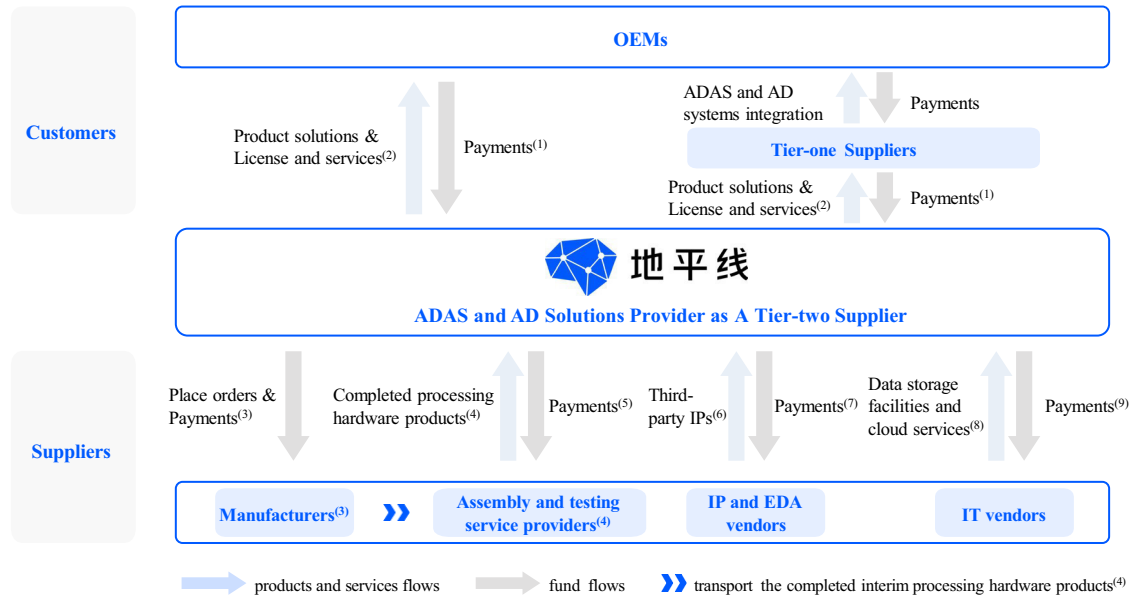 OEMs
Customers
Product solutions &
License and services(2)
Payments(1)
ADAS and AD
systems integration
Payments
Tier-one Suppliers
Product solutions &
License and services(2)
Payments(1)
地平线
ADAS and AD Solutions Provider as A Tier-two Supplier
Suppliers
Place orders &
Payments(3)
Completed processing
hardware products(4)
Payments(5)
Third-
party IPs(6)
Payments(7)
Data storage
facilities and
cloud services(8)
Payments(9)
Manufacturers(3)
Assembly and testing
service providers(4)
IP and EDA
vendors
IT vendors
products and services flows
fund flows
transport the completed interim processing hardware products(4)